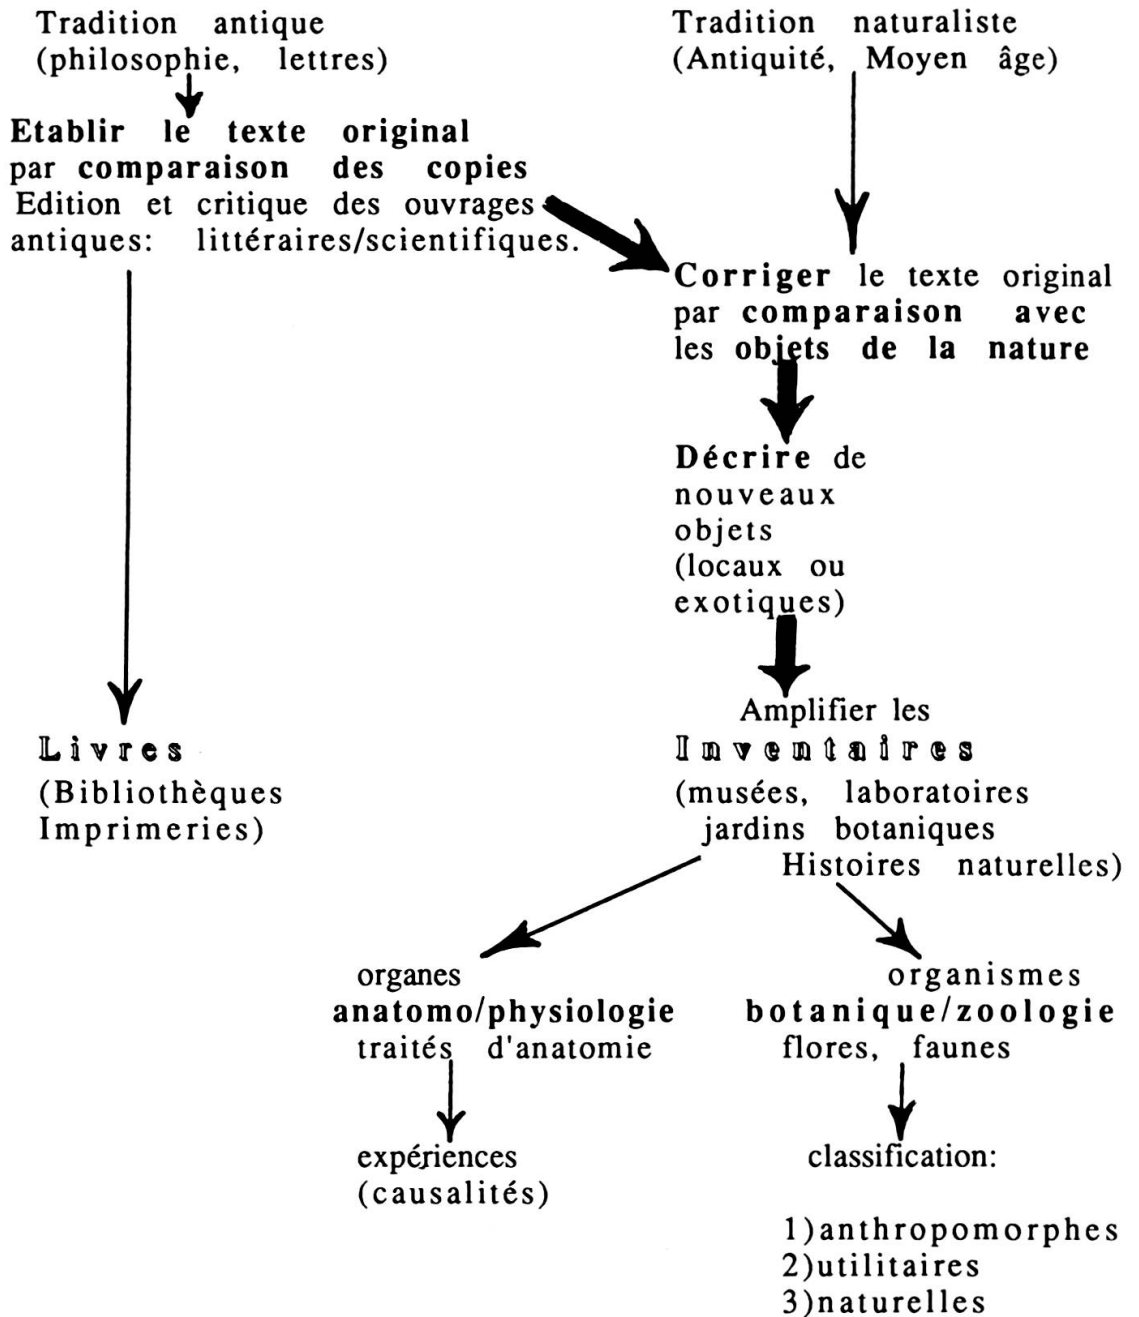 Tradition antique
(philosophie, lettres)
Etablir le texte original
par comparaison des copies
Edition et critique des ouvrages
antiques: littéraires/scientifiques.
Tradition naturaliste
(Antiquité, Moyen âge)
Corriger le texte original
par comparaison avec
les objets de la nature
Décrire de
nouveaux
objets
(locaux ou
exotiques)
Livres
(Bibliothèques
Imprimeries)
Amplifier les
Inventaires
(musées, laboratoires
jardins botaniques
Histoires naturelles)
organes
anatomo/physiologie
traités d'anatomie
expériences
(causalités)
organismes
botanique/zoologie
flores, faunes
classification:
1)anthropomorphes
2)utilitaires
3)naturelles